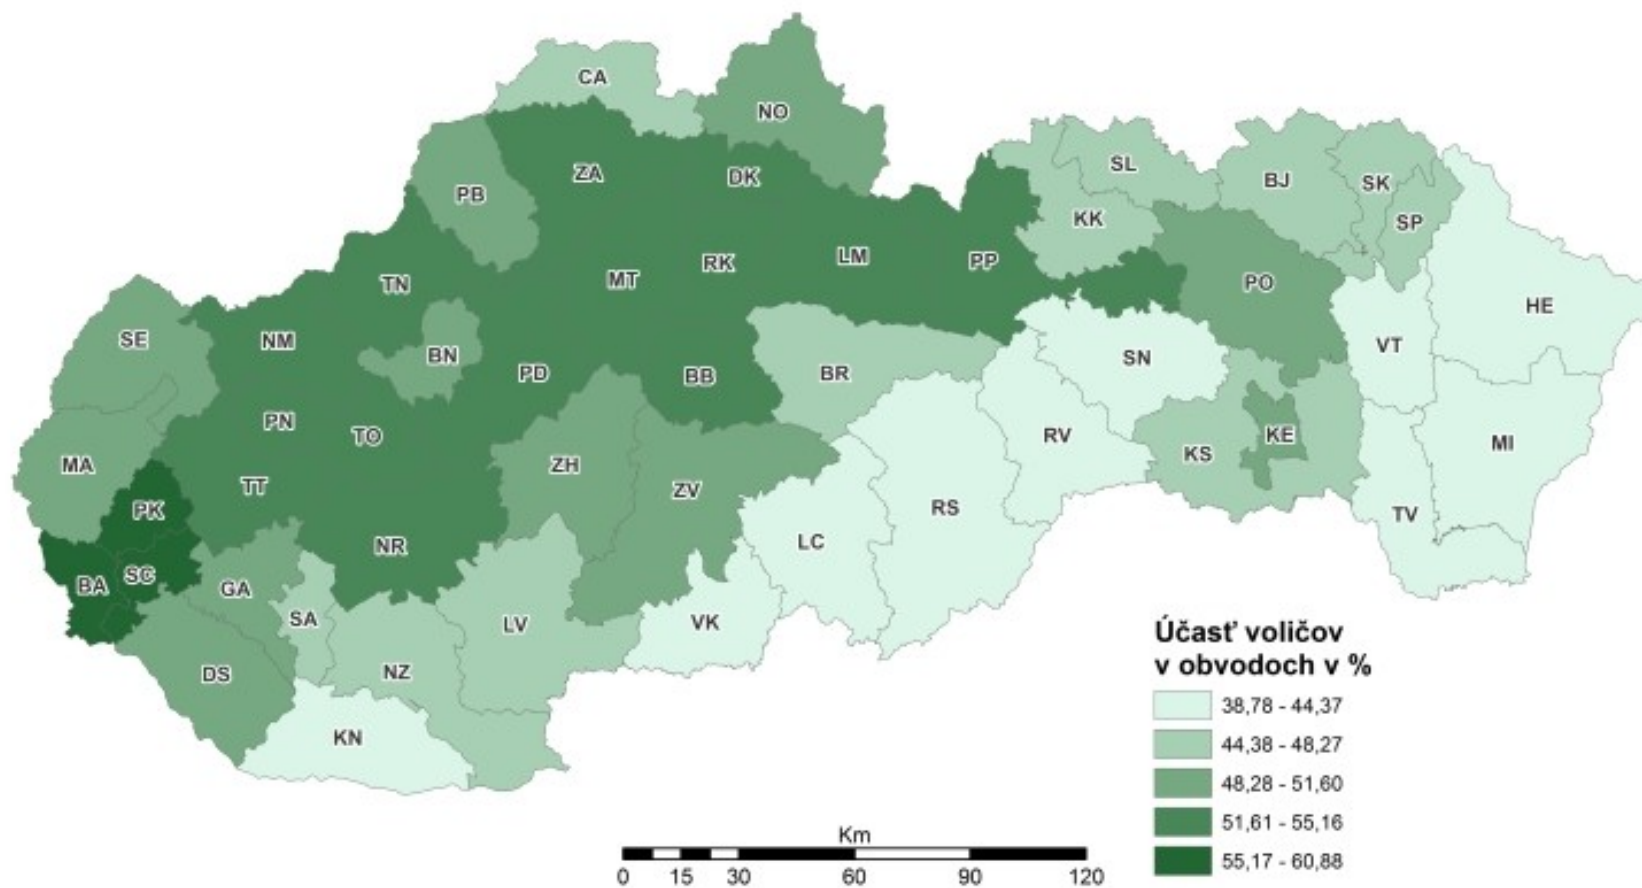 CA
NO
ZA
DK
SL
BJ
SK
PB
KK
SP
TN
MT
RK
LM
PP
PO
HE
SE
NM
BN
PD
BB
BR
SN
VT
PN
TO
ZH
RV
KS
KE
MI
MA
TT
ZV
PK
RS
TV
NR
LC
BA
SC
GA
SA
LV
VK
DS
NZ
KN
Účasť voličov
v obvodoch v %
38,78 - 44,37
44,38 - 48,27
48,28 - 51,60
51,61 - 55,16
55,17 - 60,88
Km
0 15 30 60 90 120